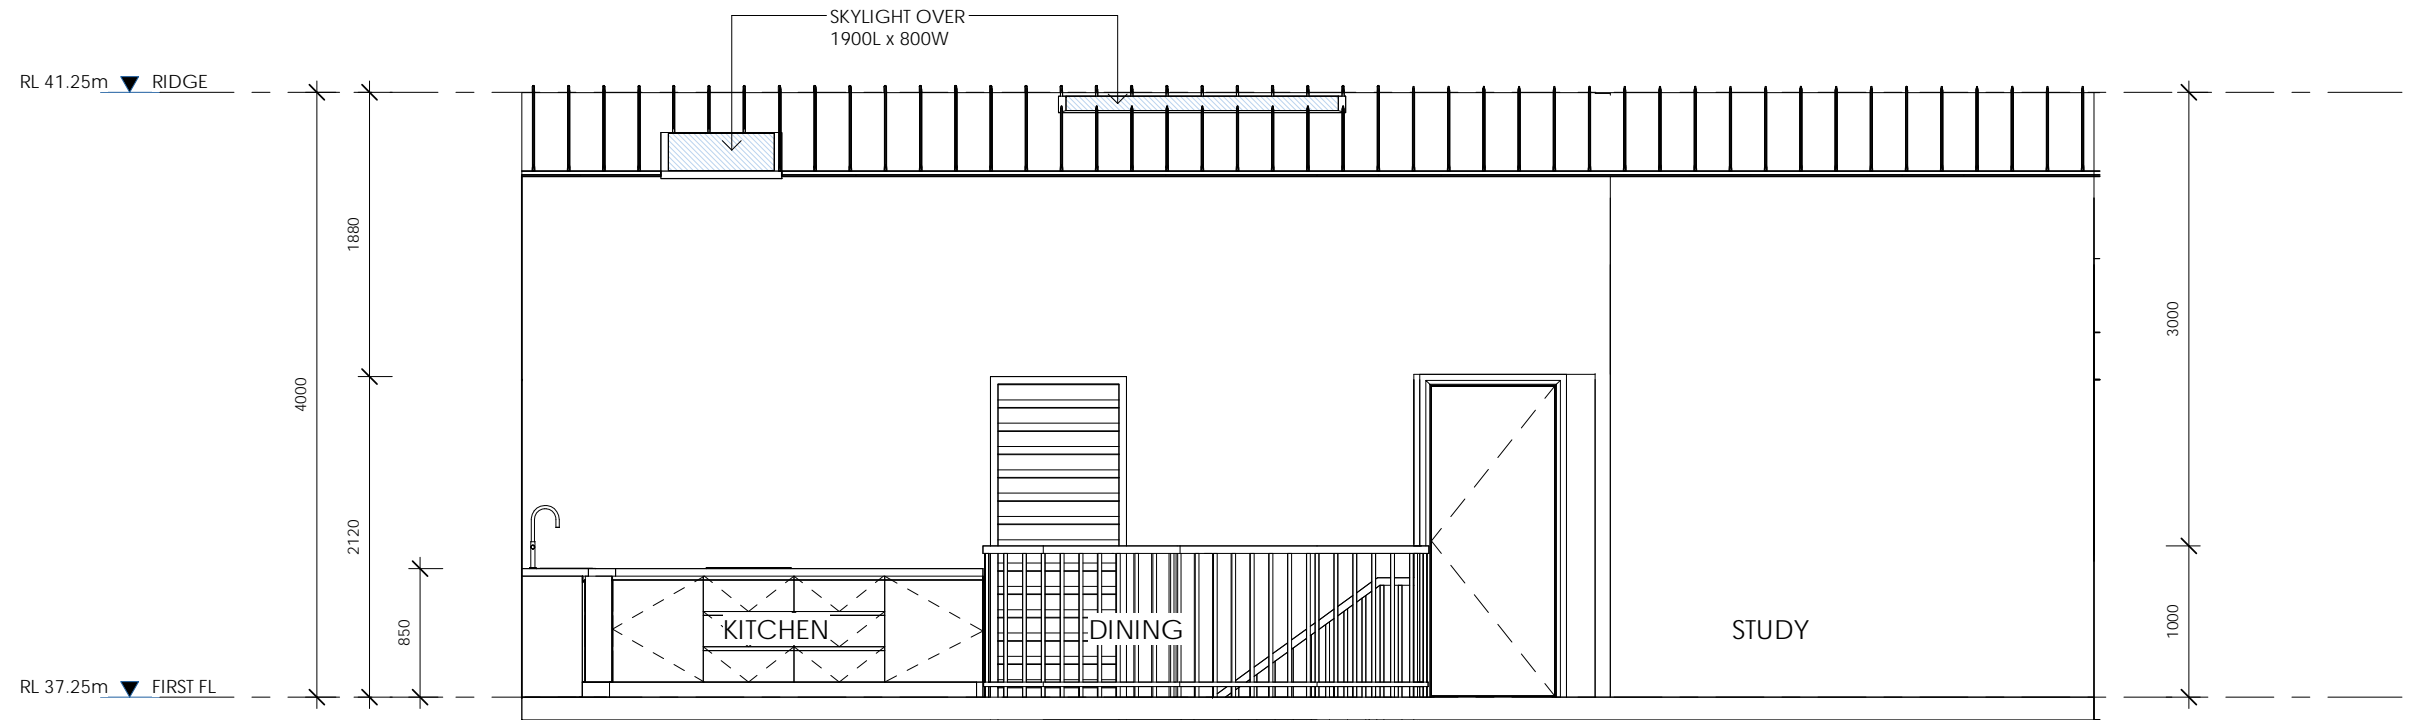 SKYLIGHT OVER
1900L x 800W
RL 41.25m RIDGE
1880
4000
3000
2120
850
KITCHEN
DINING
STUDY
1000
RL 37.25m FIRST FL